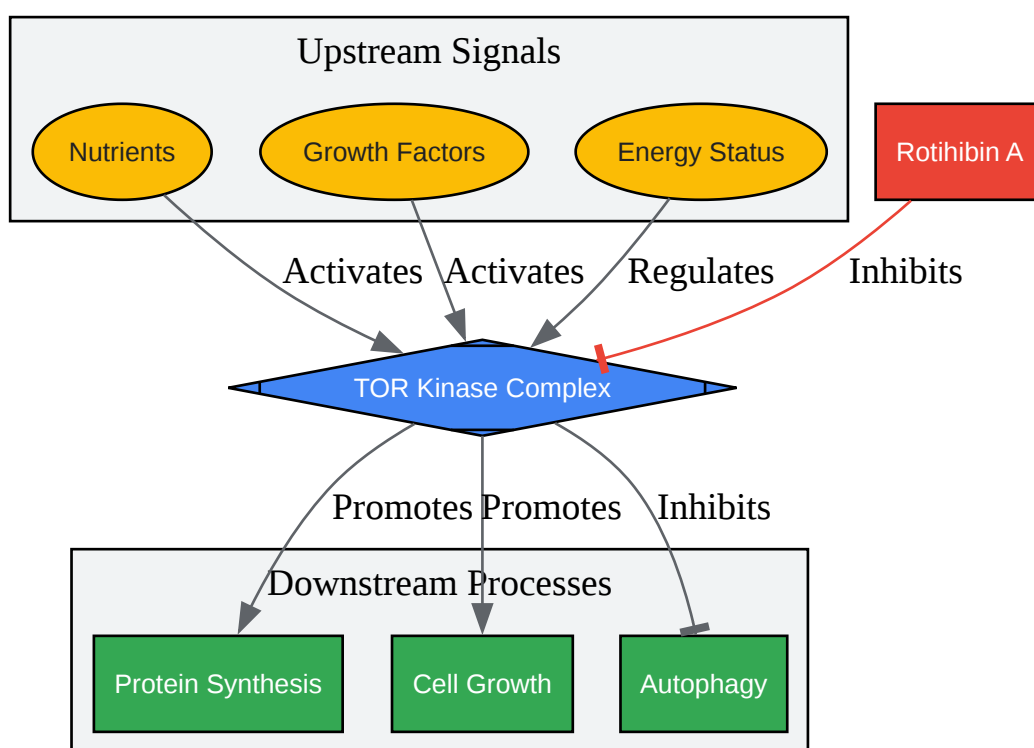 Upstream Signals
Nutrients
Growth Factors
Energy Status
Rotihibin A
Activates
Activates
Regulates
Inhibits
TOR Kinase Complex
Promotes
Promotes
Inhibits
Downstream Processes
Protein Synthesis
Cell Growth
Autophagy